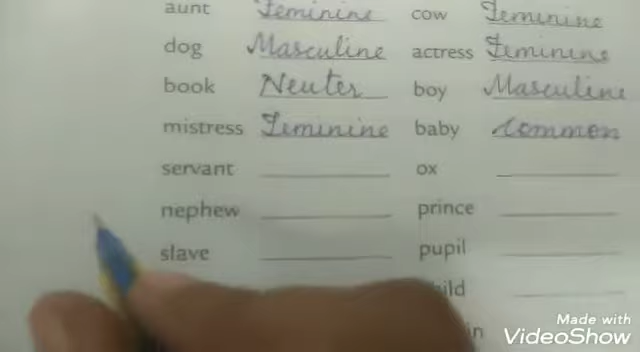 aunt Feminine cow Feminine
dog Masculine actress Feminine
book Neuter boy Masculine
mistress Feminine baby common
servant ox
nephew prince
slave pupil
Made with
VideoShow